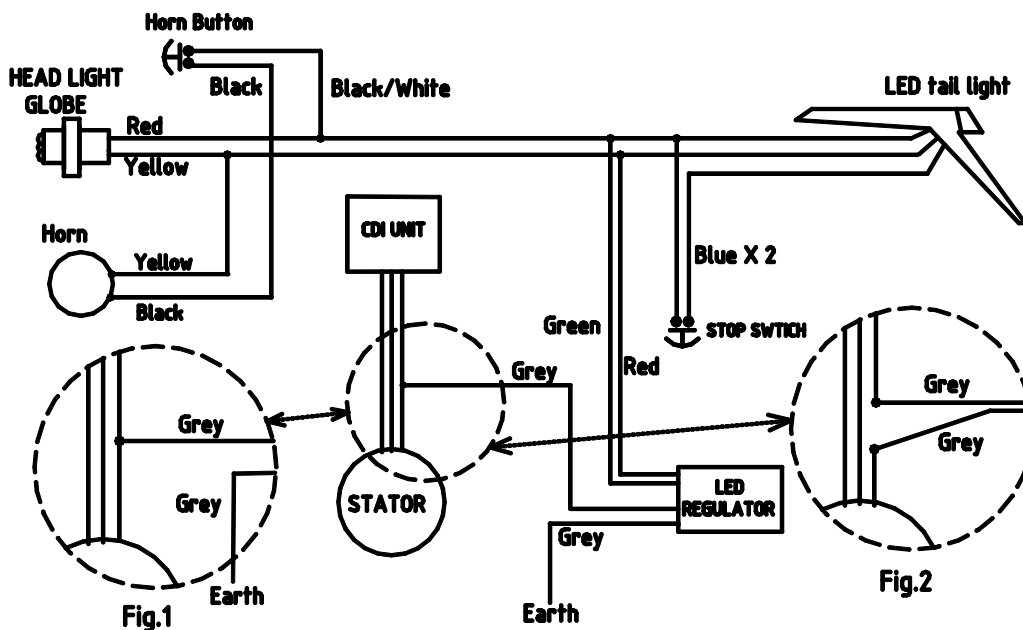 Horn Button
HEAD LIGHT
GLOBE
Black
Black/White
LED tail light
Red
Yellow
CDI UNIT
Horn
Yellow
Black
Blue X 2
Green
STOP SWTICH
Red
Grey
Grey
Grey
Grey
Grey
STATOR
LED
REGULATOR
Grey
Earth
Fig.1
Earth
Fig.2